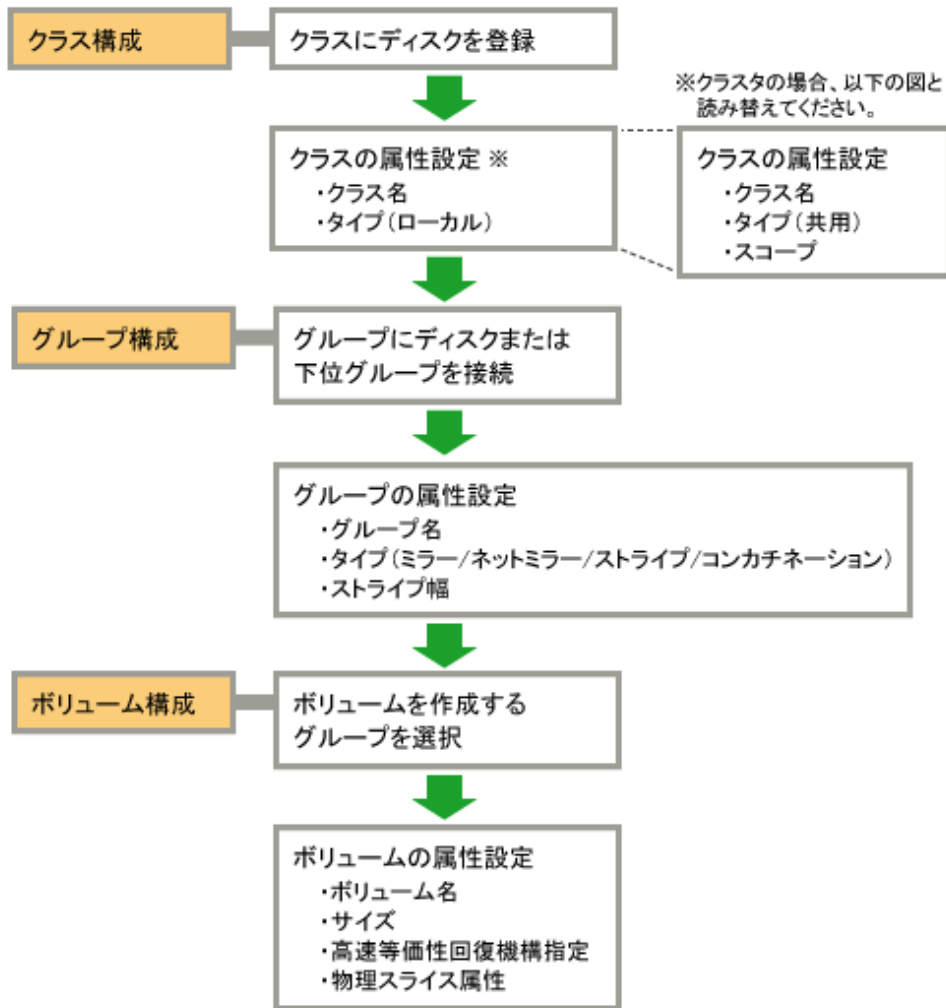 クラス構成
クラスにディスクを登録
※クラスタの場合、以下の図と
読み替えてください。
クラスの属性設定 ※
・クラス名
・タイプ(ローカル)
クラスの属性設定
・クラス名
・タイプ(共用)
・スコープ
グループ構成
グループにディスクまたは
下位グループを接続
グループの属性設定
・グループ名
・タイプ(ミラー/ネットミラー/ストライプ/コンカチネーション)
・ストライプ幅
ボリューム構成
ボリュームを作成する
グループを選択
ボリュームの属性設定
・ボリューム名
・サイズ
・高速等価性回復機構指定
・物理スライス属性